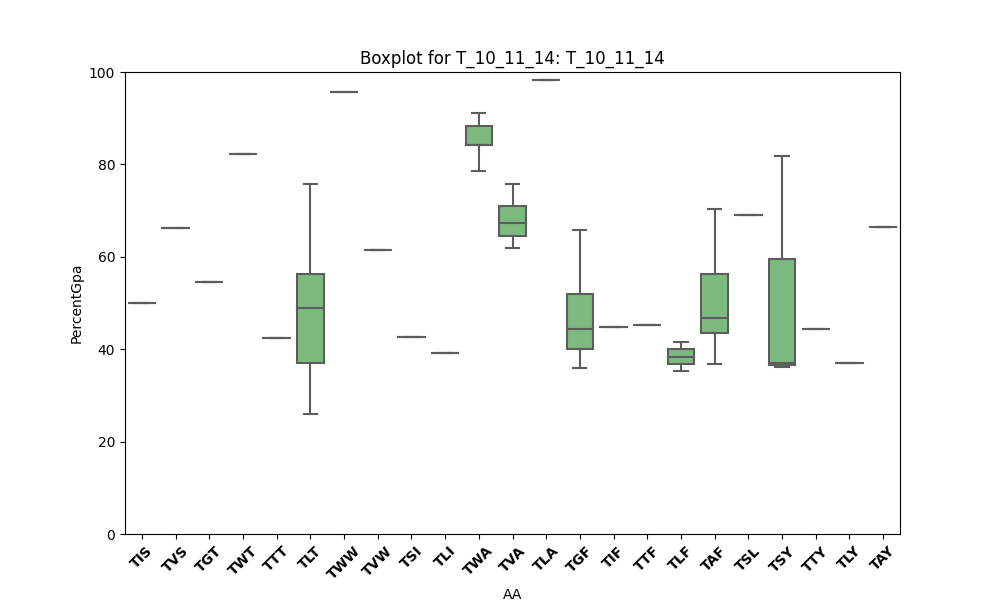 Boxplot for T_10_11_14: T_10_11_14
PercentGpa
100
80
60
40
20
0
TIS TVS TGT TWT TTT TLT TWW TVW TSI TLI TWA TVA TLA TGF TIF TTF TLF TAF TSL TSY TTY TLY TAY
AA